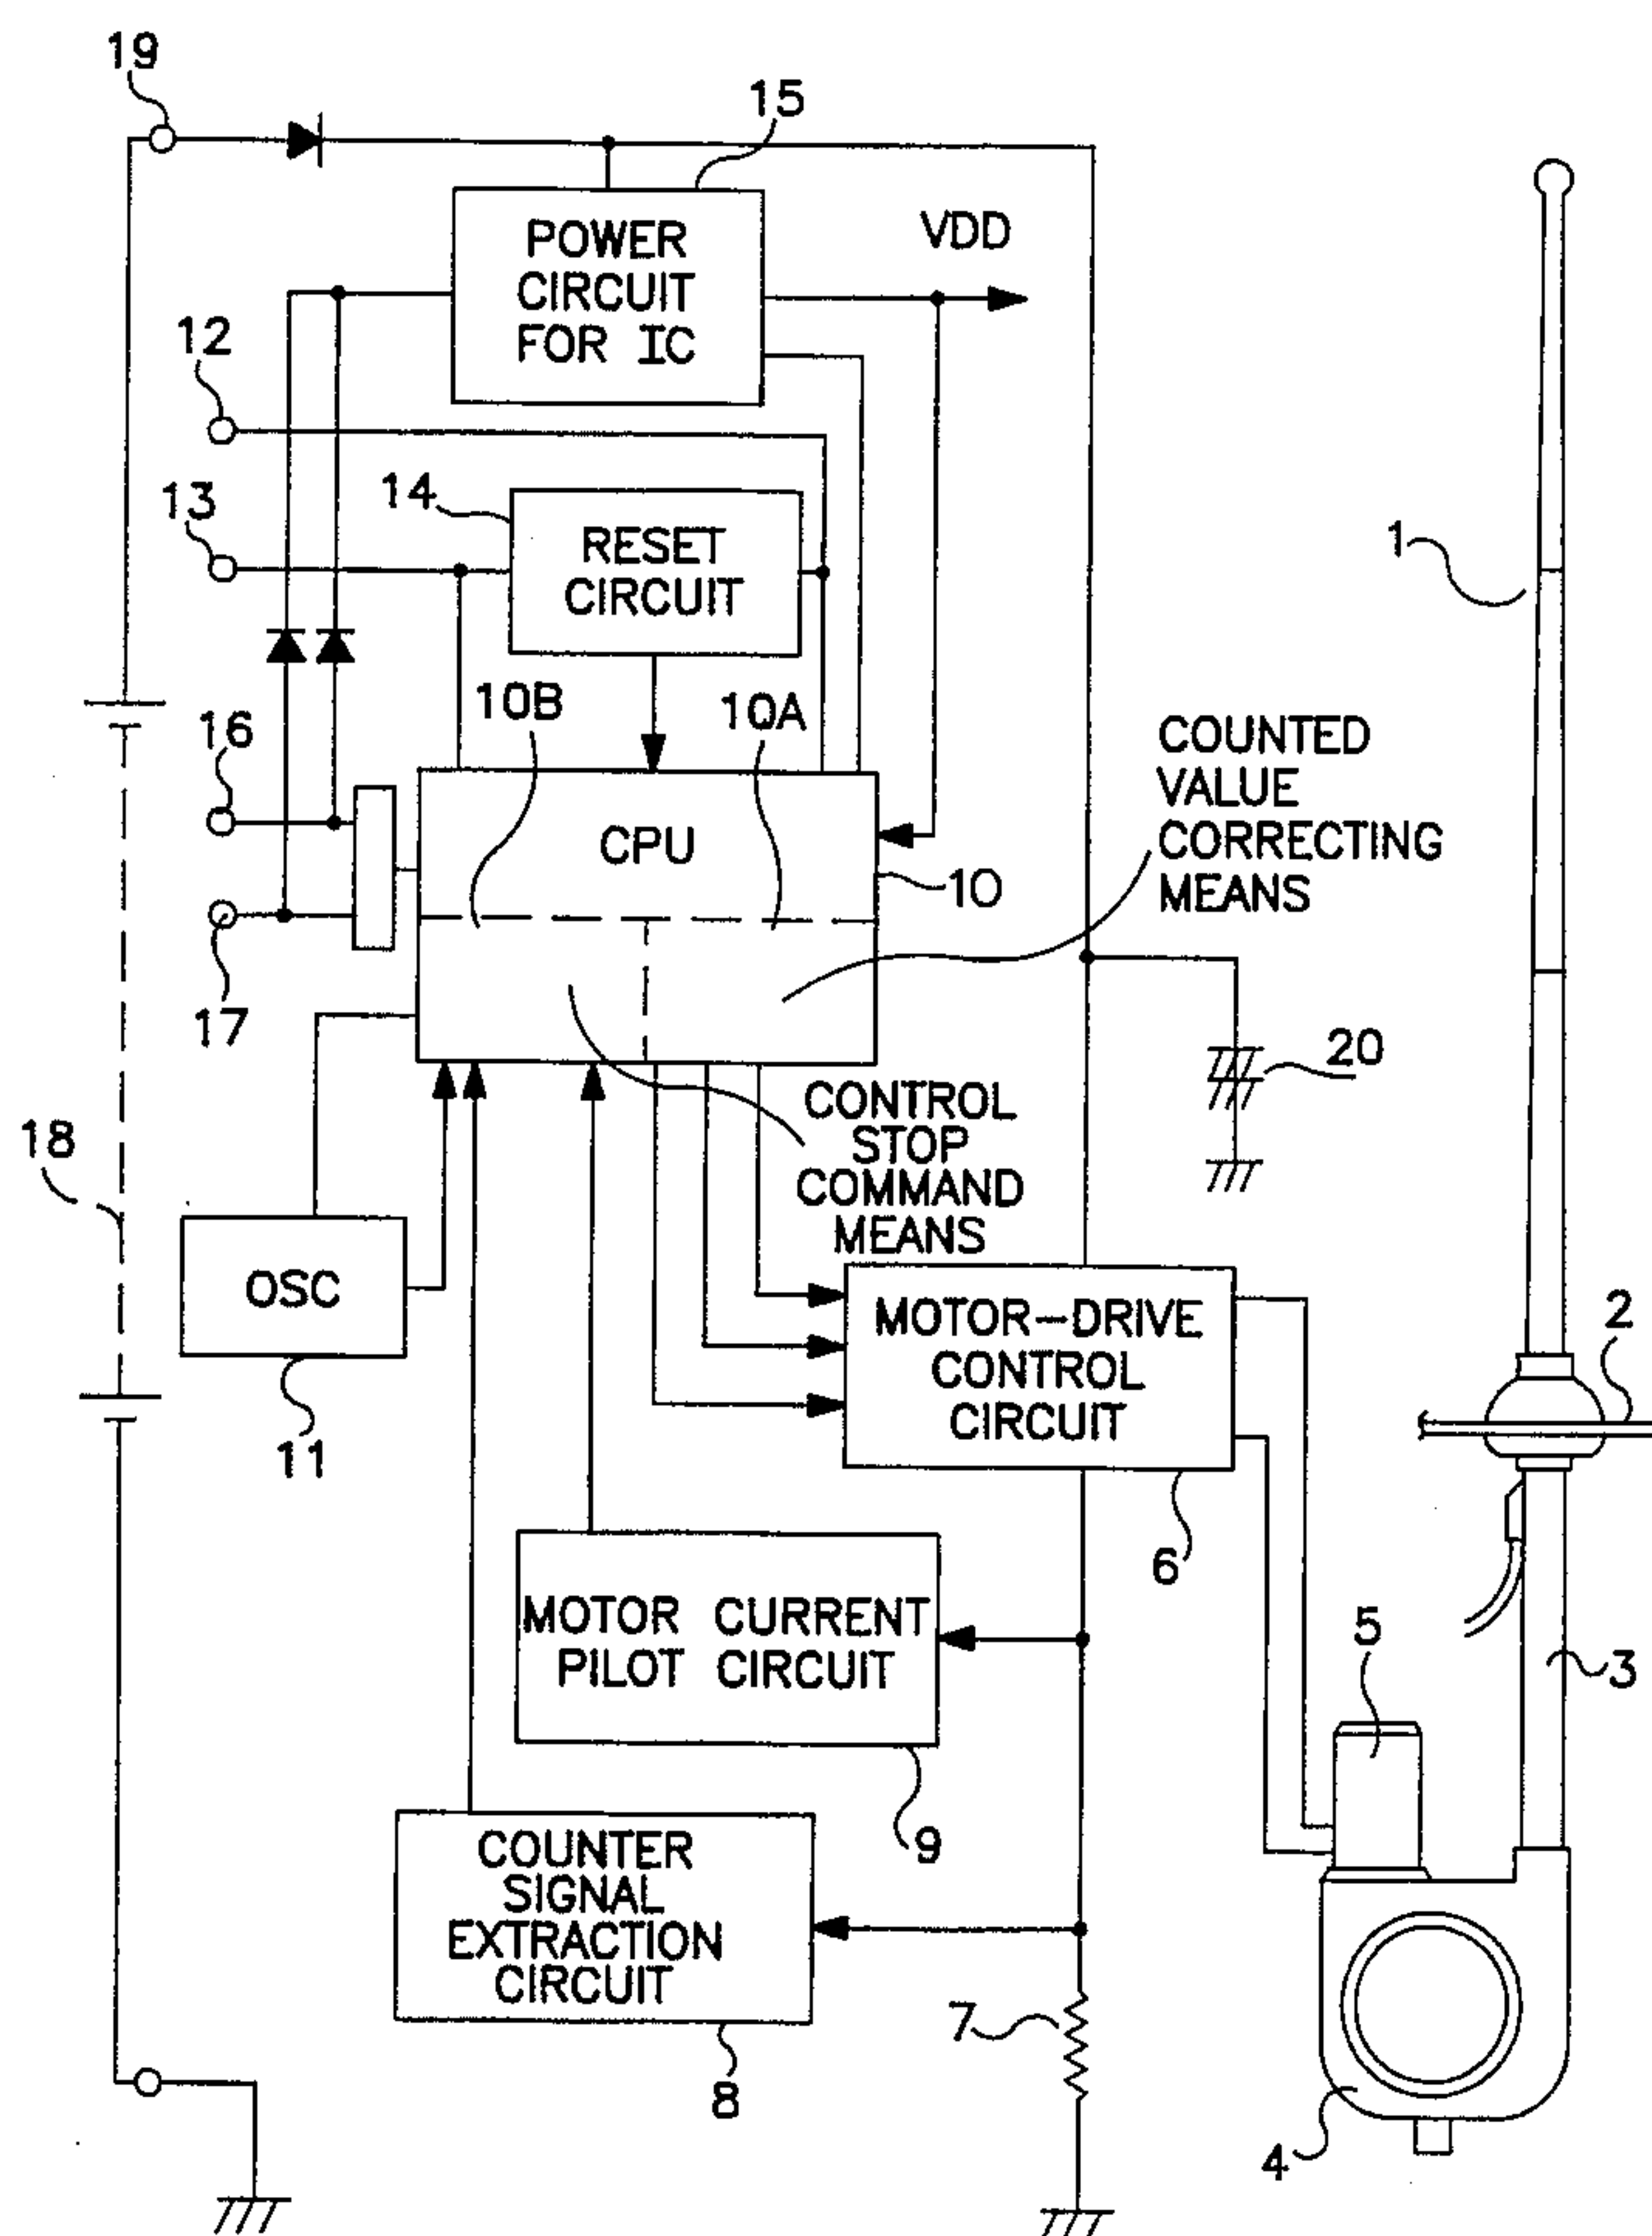 19
15
POWER
CIRCUIT
FOR IC
VDD
12
13
14
RESET
CIRCUIT
1
10B
10A
16
COUNTED
VALUE
CORRECTING
MEANS
CPU
10
17
20
18
CONTROL
STOP
COMMAND
MEANS
OSC
11
MOTOR-DRIVE
CONTROL
CIRCUIT
2
6
MOTOR CURRENT
PILOT CIRCUIT
5
3
9
COUNTER
SIGNAL
EXTRACTION
CIRCUIT
7
8
4